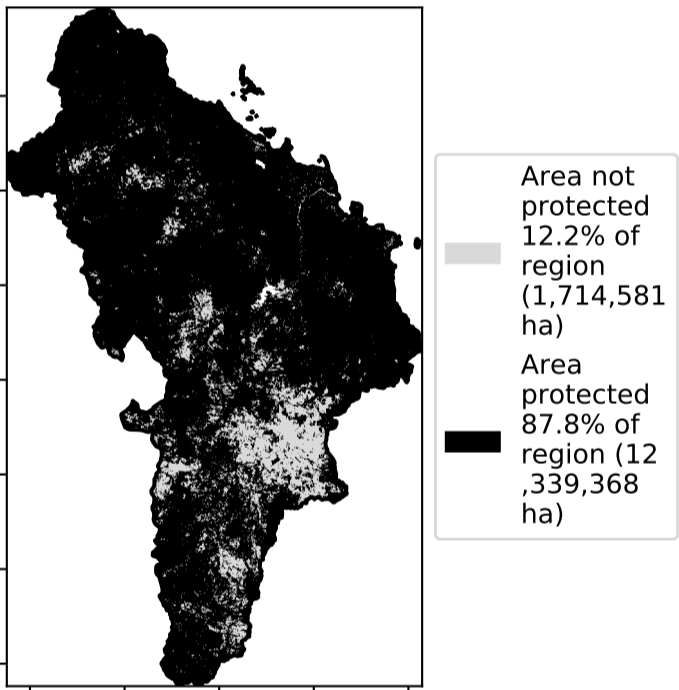 Area not
protected
12.2% of
region
(1,714,581
ha)
Area
protected
87.8% of
region (12
,339,368
ha)